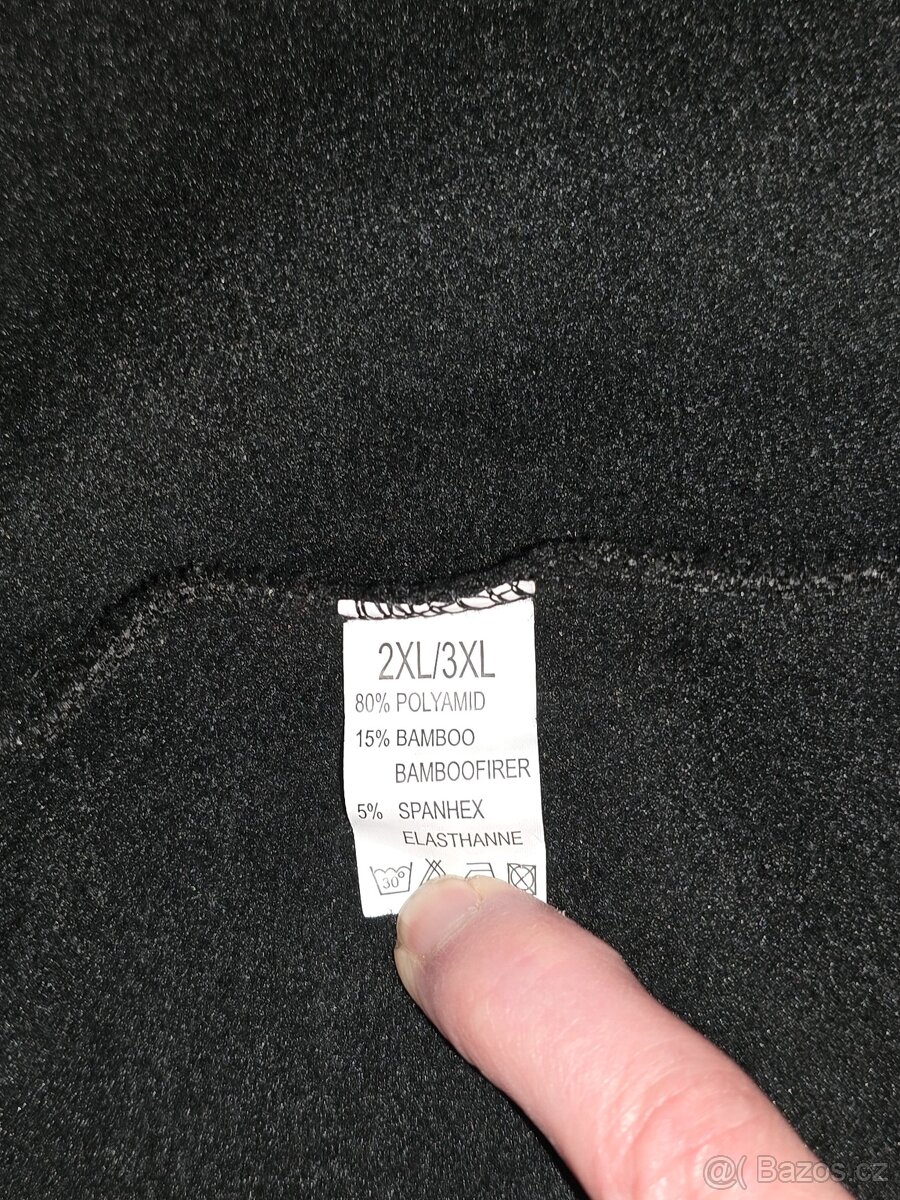 2XL/3XL
80% POLYAMID
15% BAMBOO
BAMBOOFIRER
5% SPANHEX
ELASTHANNE
30°
@( Bazos.cz